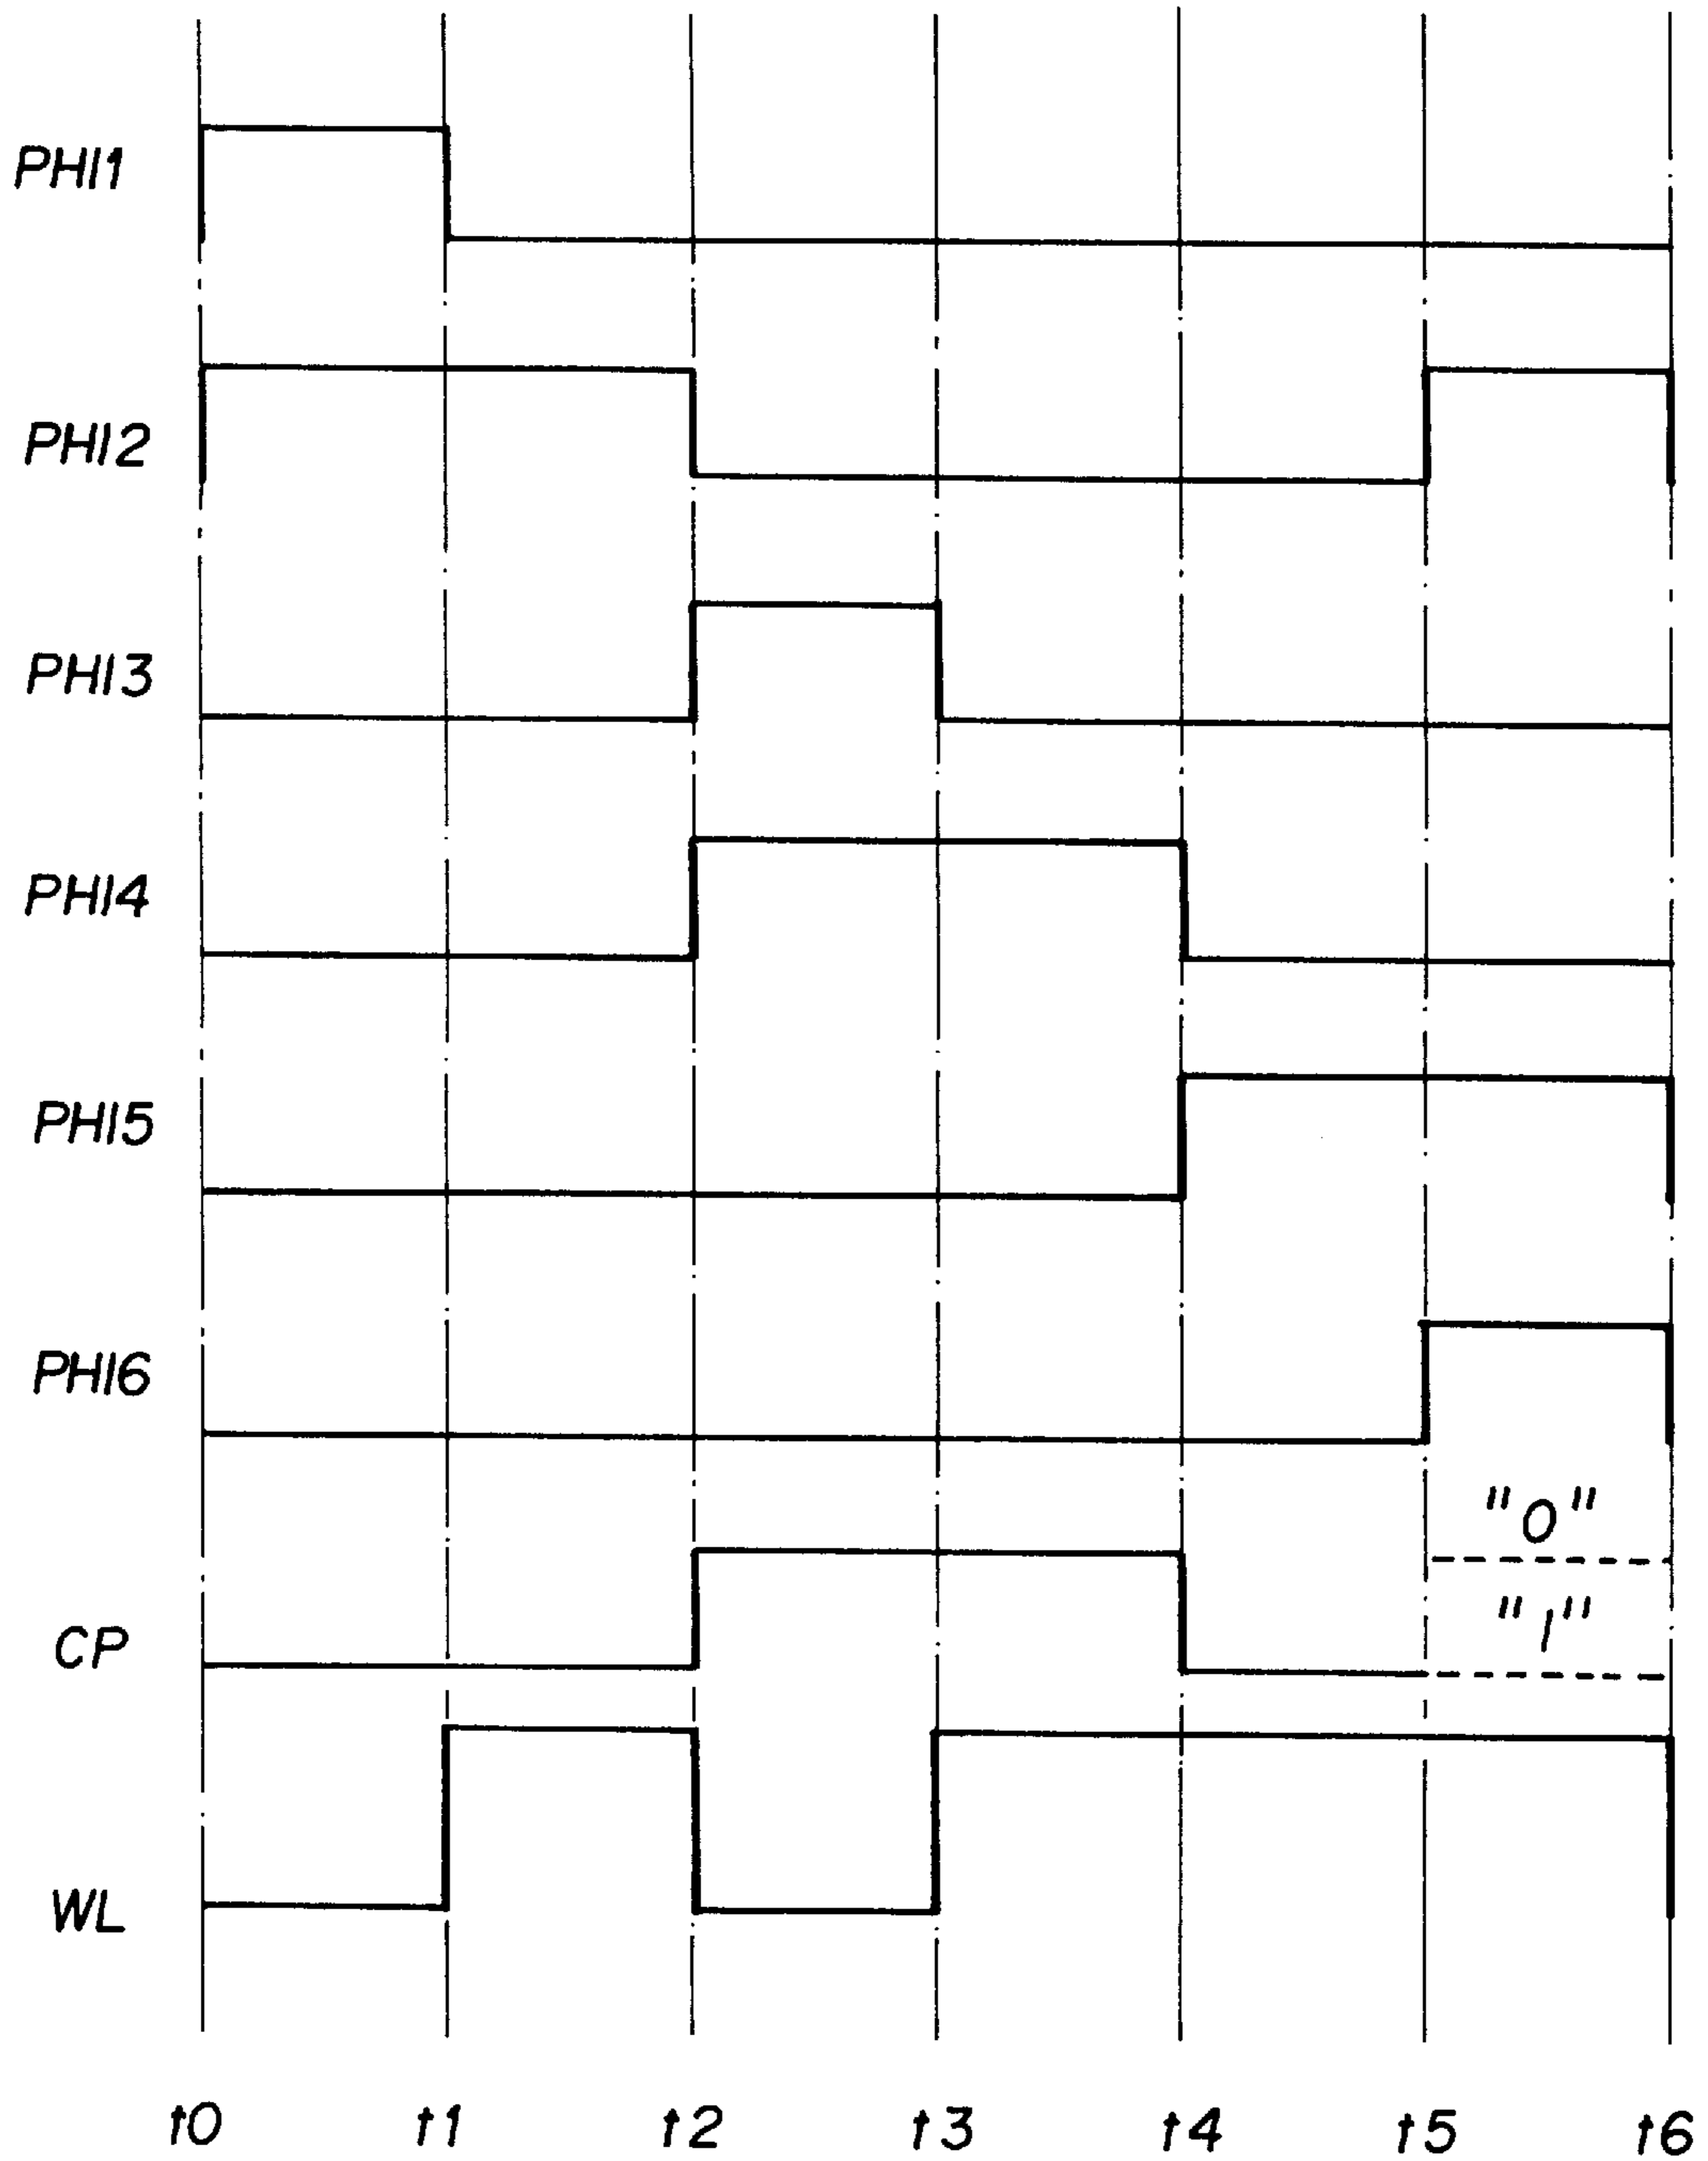 PHI1
PHI2
PHI3
PHI4
PHI5
PHI6
"0"
"1"
CP
WL
t0 t1 t2 t3 t4 t5 t6